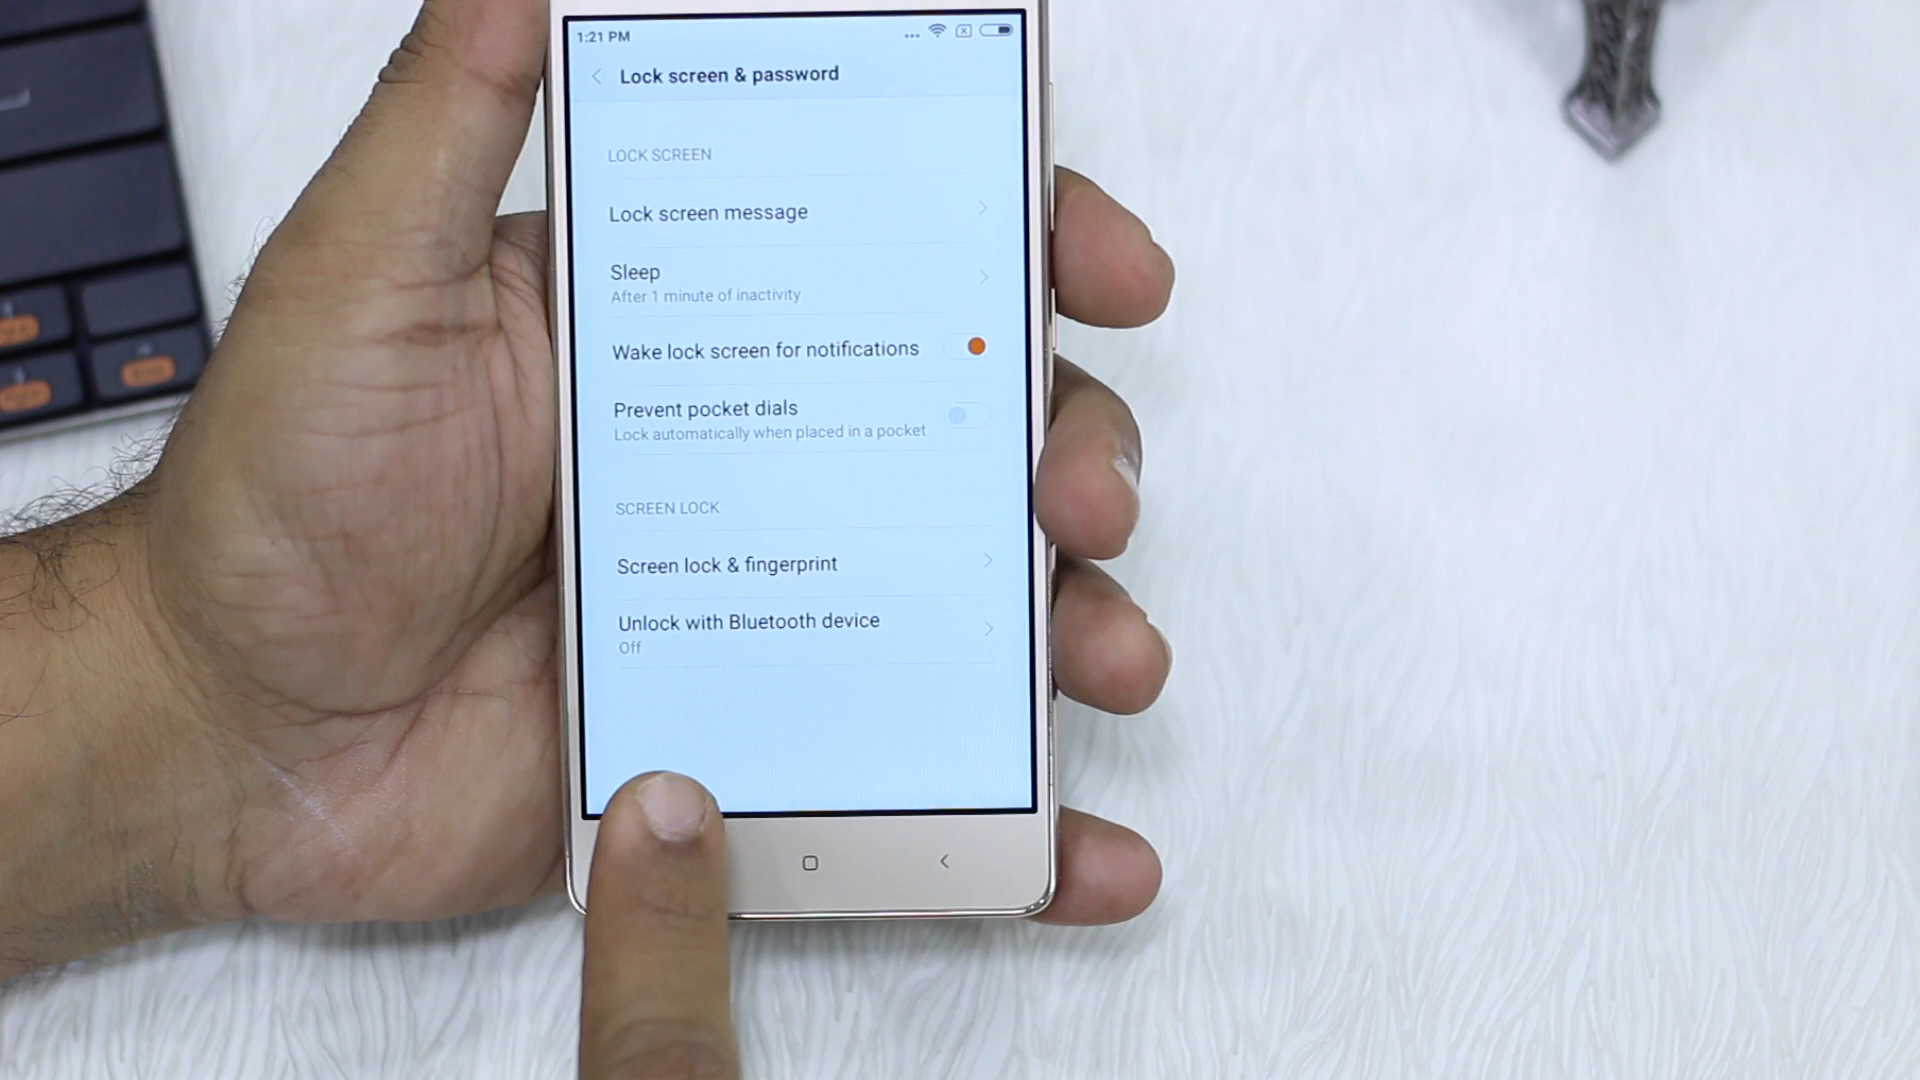 1:21 PM
Lock screen & password
LOCK SCREEN
Lock screen message
Sleep
After 1 minute of inactivity
Wake lock screen for notifications
Prevent pocket dials
Lock automatically when placed in a pocket
SCREEN LOCK
Screen lock & fingerprint
Unlock with Bluetooth device
Off